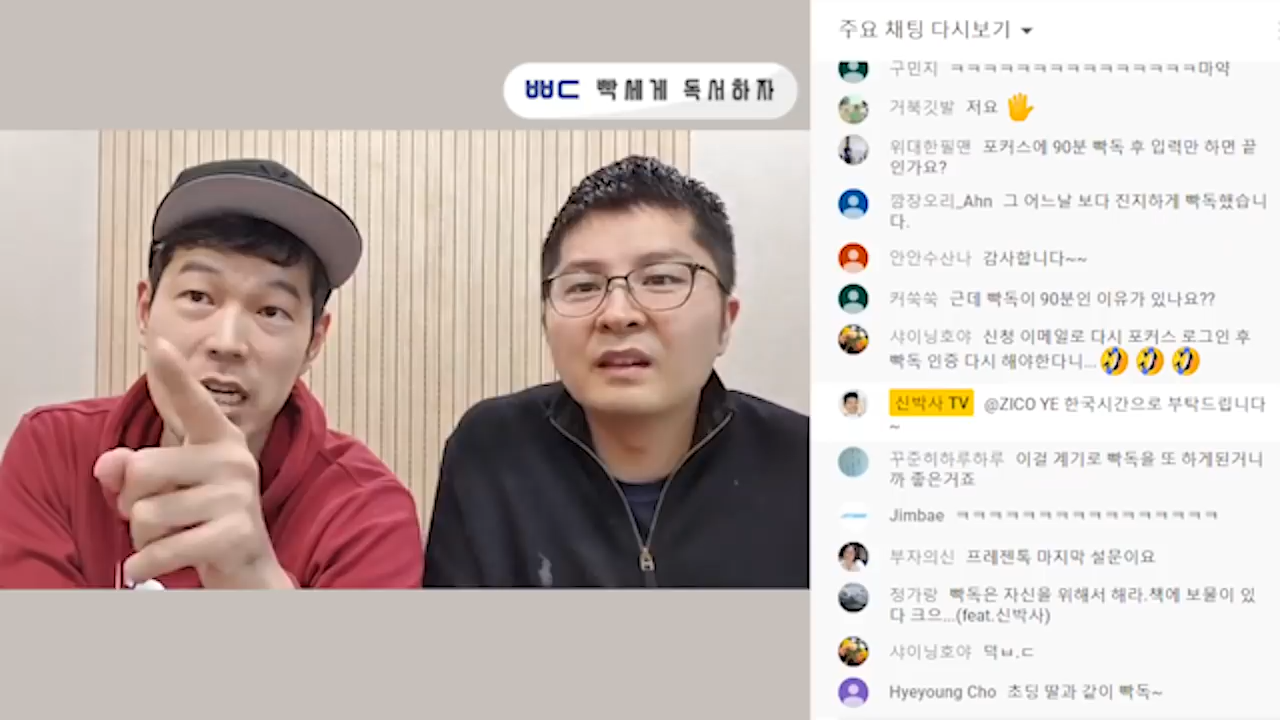 ㅃㄷ 빡세게 독서하자
주요 채팅 다시보기
구민지 ㅋㅋㅋㅋㅋㅋㅋㅋㅋㅋㅋㅋㅋㅋㅋ마약
거북깃발 저요 🖐
위대한필맨 포커스에 90분 빡독 후 입력만 하면 끝
인가요?
깜장오리_Ahn 그 어느날 보다 진지하게 빡독했습니
다.
안안수산나 감사합니다~~
커쑥쑥 근데 빡독이 90분인 이유가 있나요??
샤이닝호야 신청 이메일로 다시 포커스 로그인 후
빡독 인증 다시 해야한다니... 🤣 🤣 🤣
신박사 TV @ZICO YE 한국시간으로 부탁드립니다
~
꾸준히하루하루 이걸 계기로 빡독을 또 하게된거니
까 좋은거죠
Jimbae ㅋㅋㅋㅋㅋㅋㅋㅋㅋㅋㅋㅋㅋㅋㅋㅋ
부자의신 프레젠톡 마지막 설문이요
정가랑 빡독은 자신을 위해서 해라.책에 보물이 있
다 크으...(feat.신박사)
샤이닝호야 덕ㅂ.ㄷ
Hyeyoung Cho 초딩 딸과 같이 빡독~